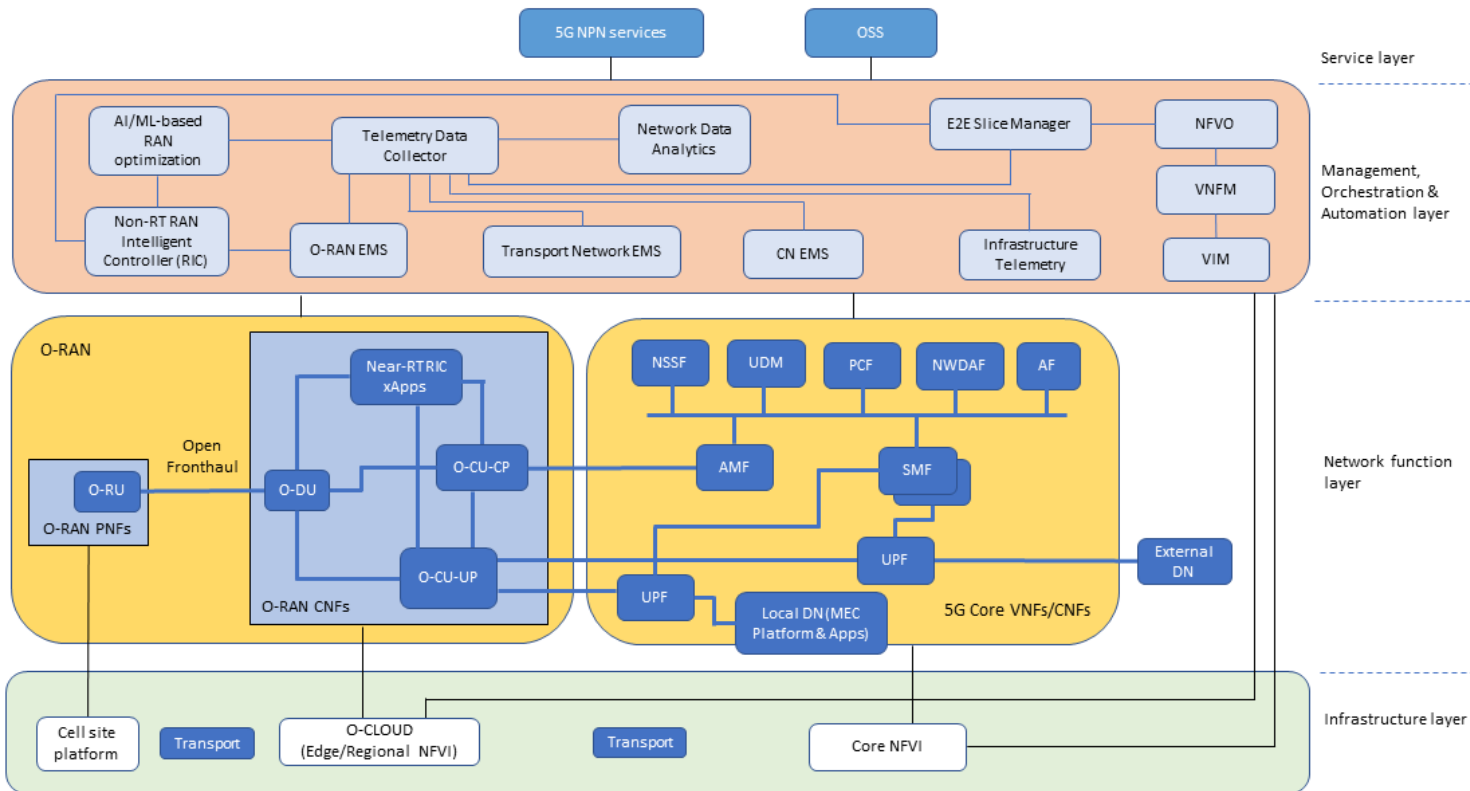 5G NPN services
OSS
Service layer
AI/ML-based
RAN
optimization
Telemetry Data
Collector
Network Data
Analytics
E2E Slice Manager
NFVO
Management,
Orchestration &
Automation layer
VNFM
Non-RT RAN
Intelligent
Controller (RIC)
O-RAN EMS
Transport Network EMS
CN EMS
Infrastructure
Telemetry
VIM
O-RAN
Near-RTRIC
xApps
NSSF
UDM
PCF
NWDAF
AF
Open
Fronthaul
O-CU-CP
AMF
SMF
Network function
layer
O-RU
O-DU
O-RAN PNFs
O-CU-UP
UPF
External
DN
O-RAN CNFs
UPF
Local DN (MEC
Platform & Apps)
5G Core VNFs/CNFs
Infrastructure layer
Cell site
platform
Transport
O-CLOUD
(Edge/Regional NFVI)
Transport
Core NFVI